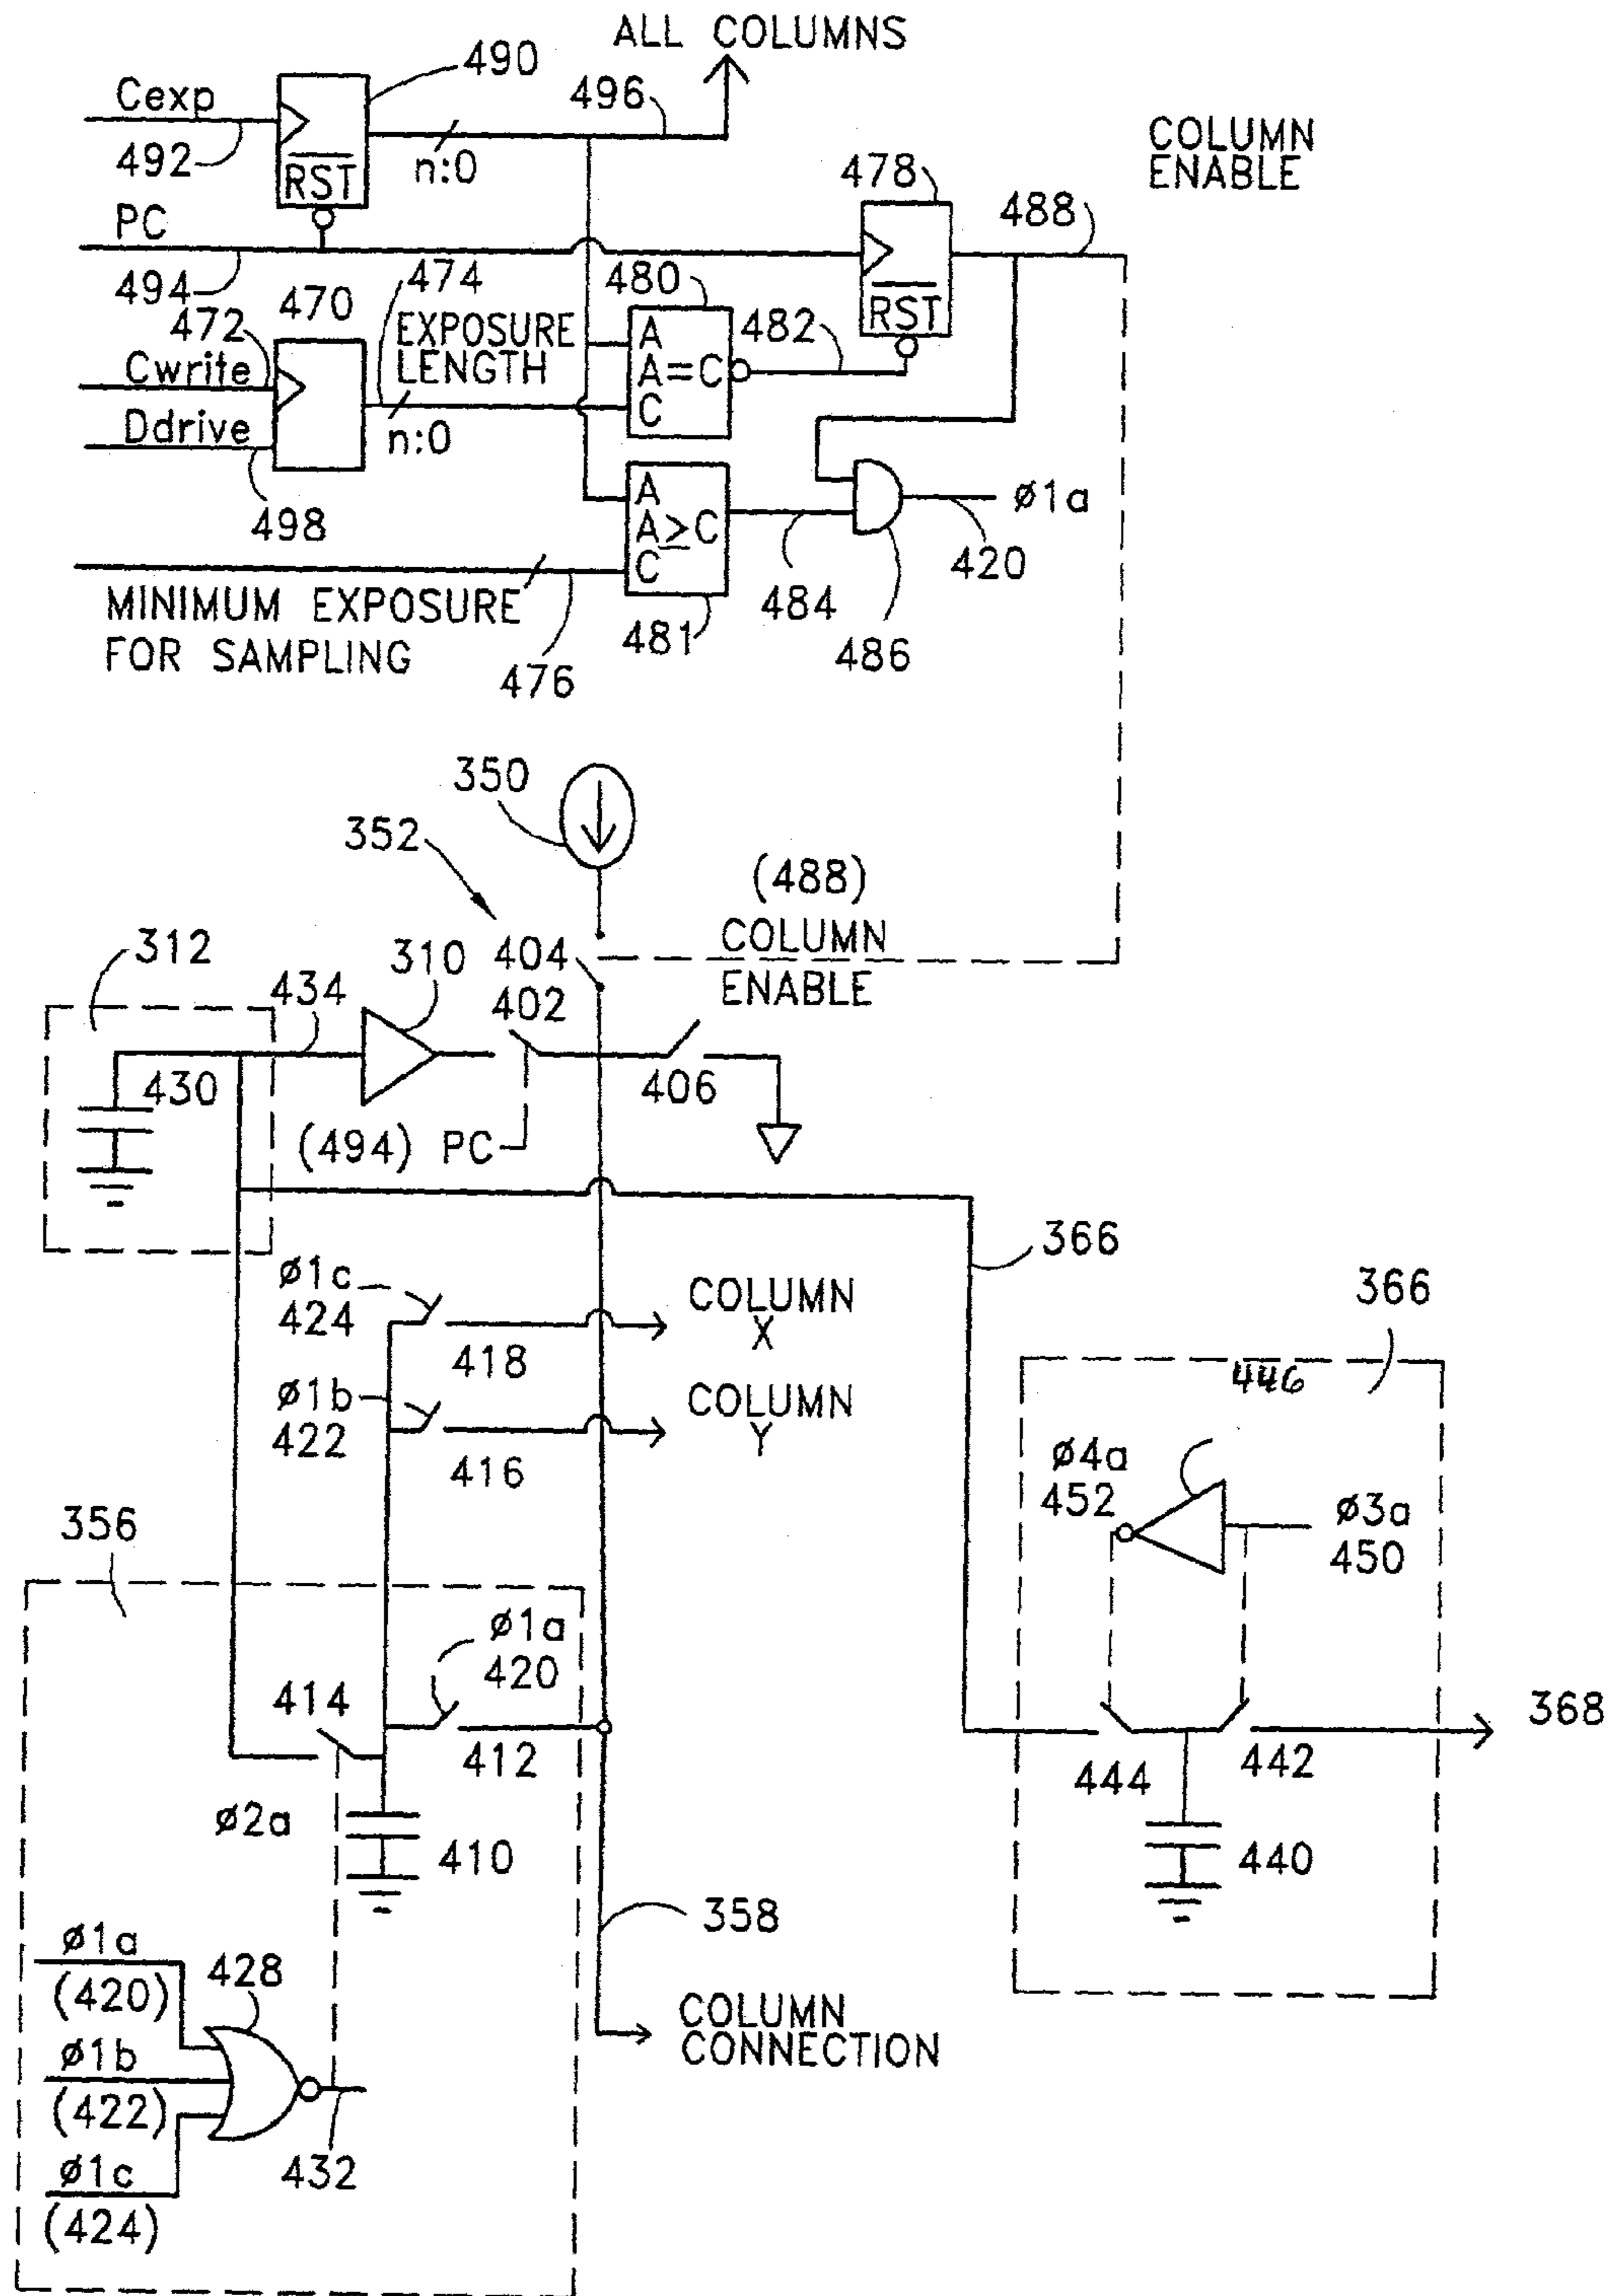 ALL COLUMNS
490
Cexp
496
492
RST
n:0
COLUMN
ENABLE
478
488
PC
494
470
474
480
472
EXPOSURE
LENGTH
482
RST
A
A=C
C
Cwrite
Ddrive
n:0
498
A
A≥C
C
ø1a
484
420
MINIMUM EXPOSURE
FOR SAMPLING
481
486
476
350
352
(488)
COLUMN
ENABLE
312
434
310
404
402
430
406
(494) PC
366
ø1c
424
COLUMN
X
418
366
446
ø1b
422
COLUMN
Y
416
ø4a
452
ø3a
450
356
ø1a
420
414
412
368
444
442
ø2a
410
440
358
ø1a
(420)
428
COLUMN
CONNECTION
ø1b
(422)
432
ø1c
(424)